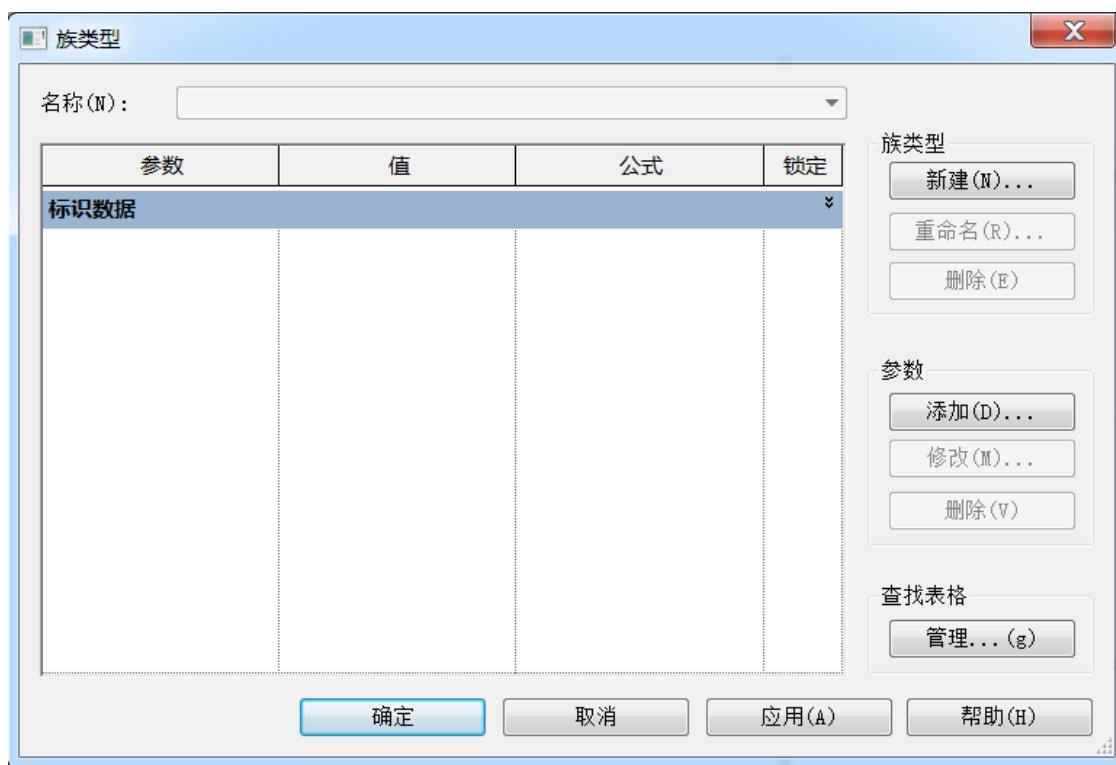 族类型
名称(N):
参数 值 公式 锁定
标识数据
族类型
新建(N)...
重命名(R)...
删除(E)
参数
添加(D)...
修改(M)...
删除(V)
查找表格
管理...(g)
确定 取消 应用(A) 帮助(H)